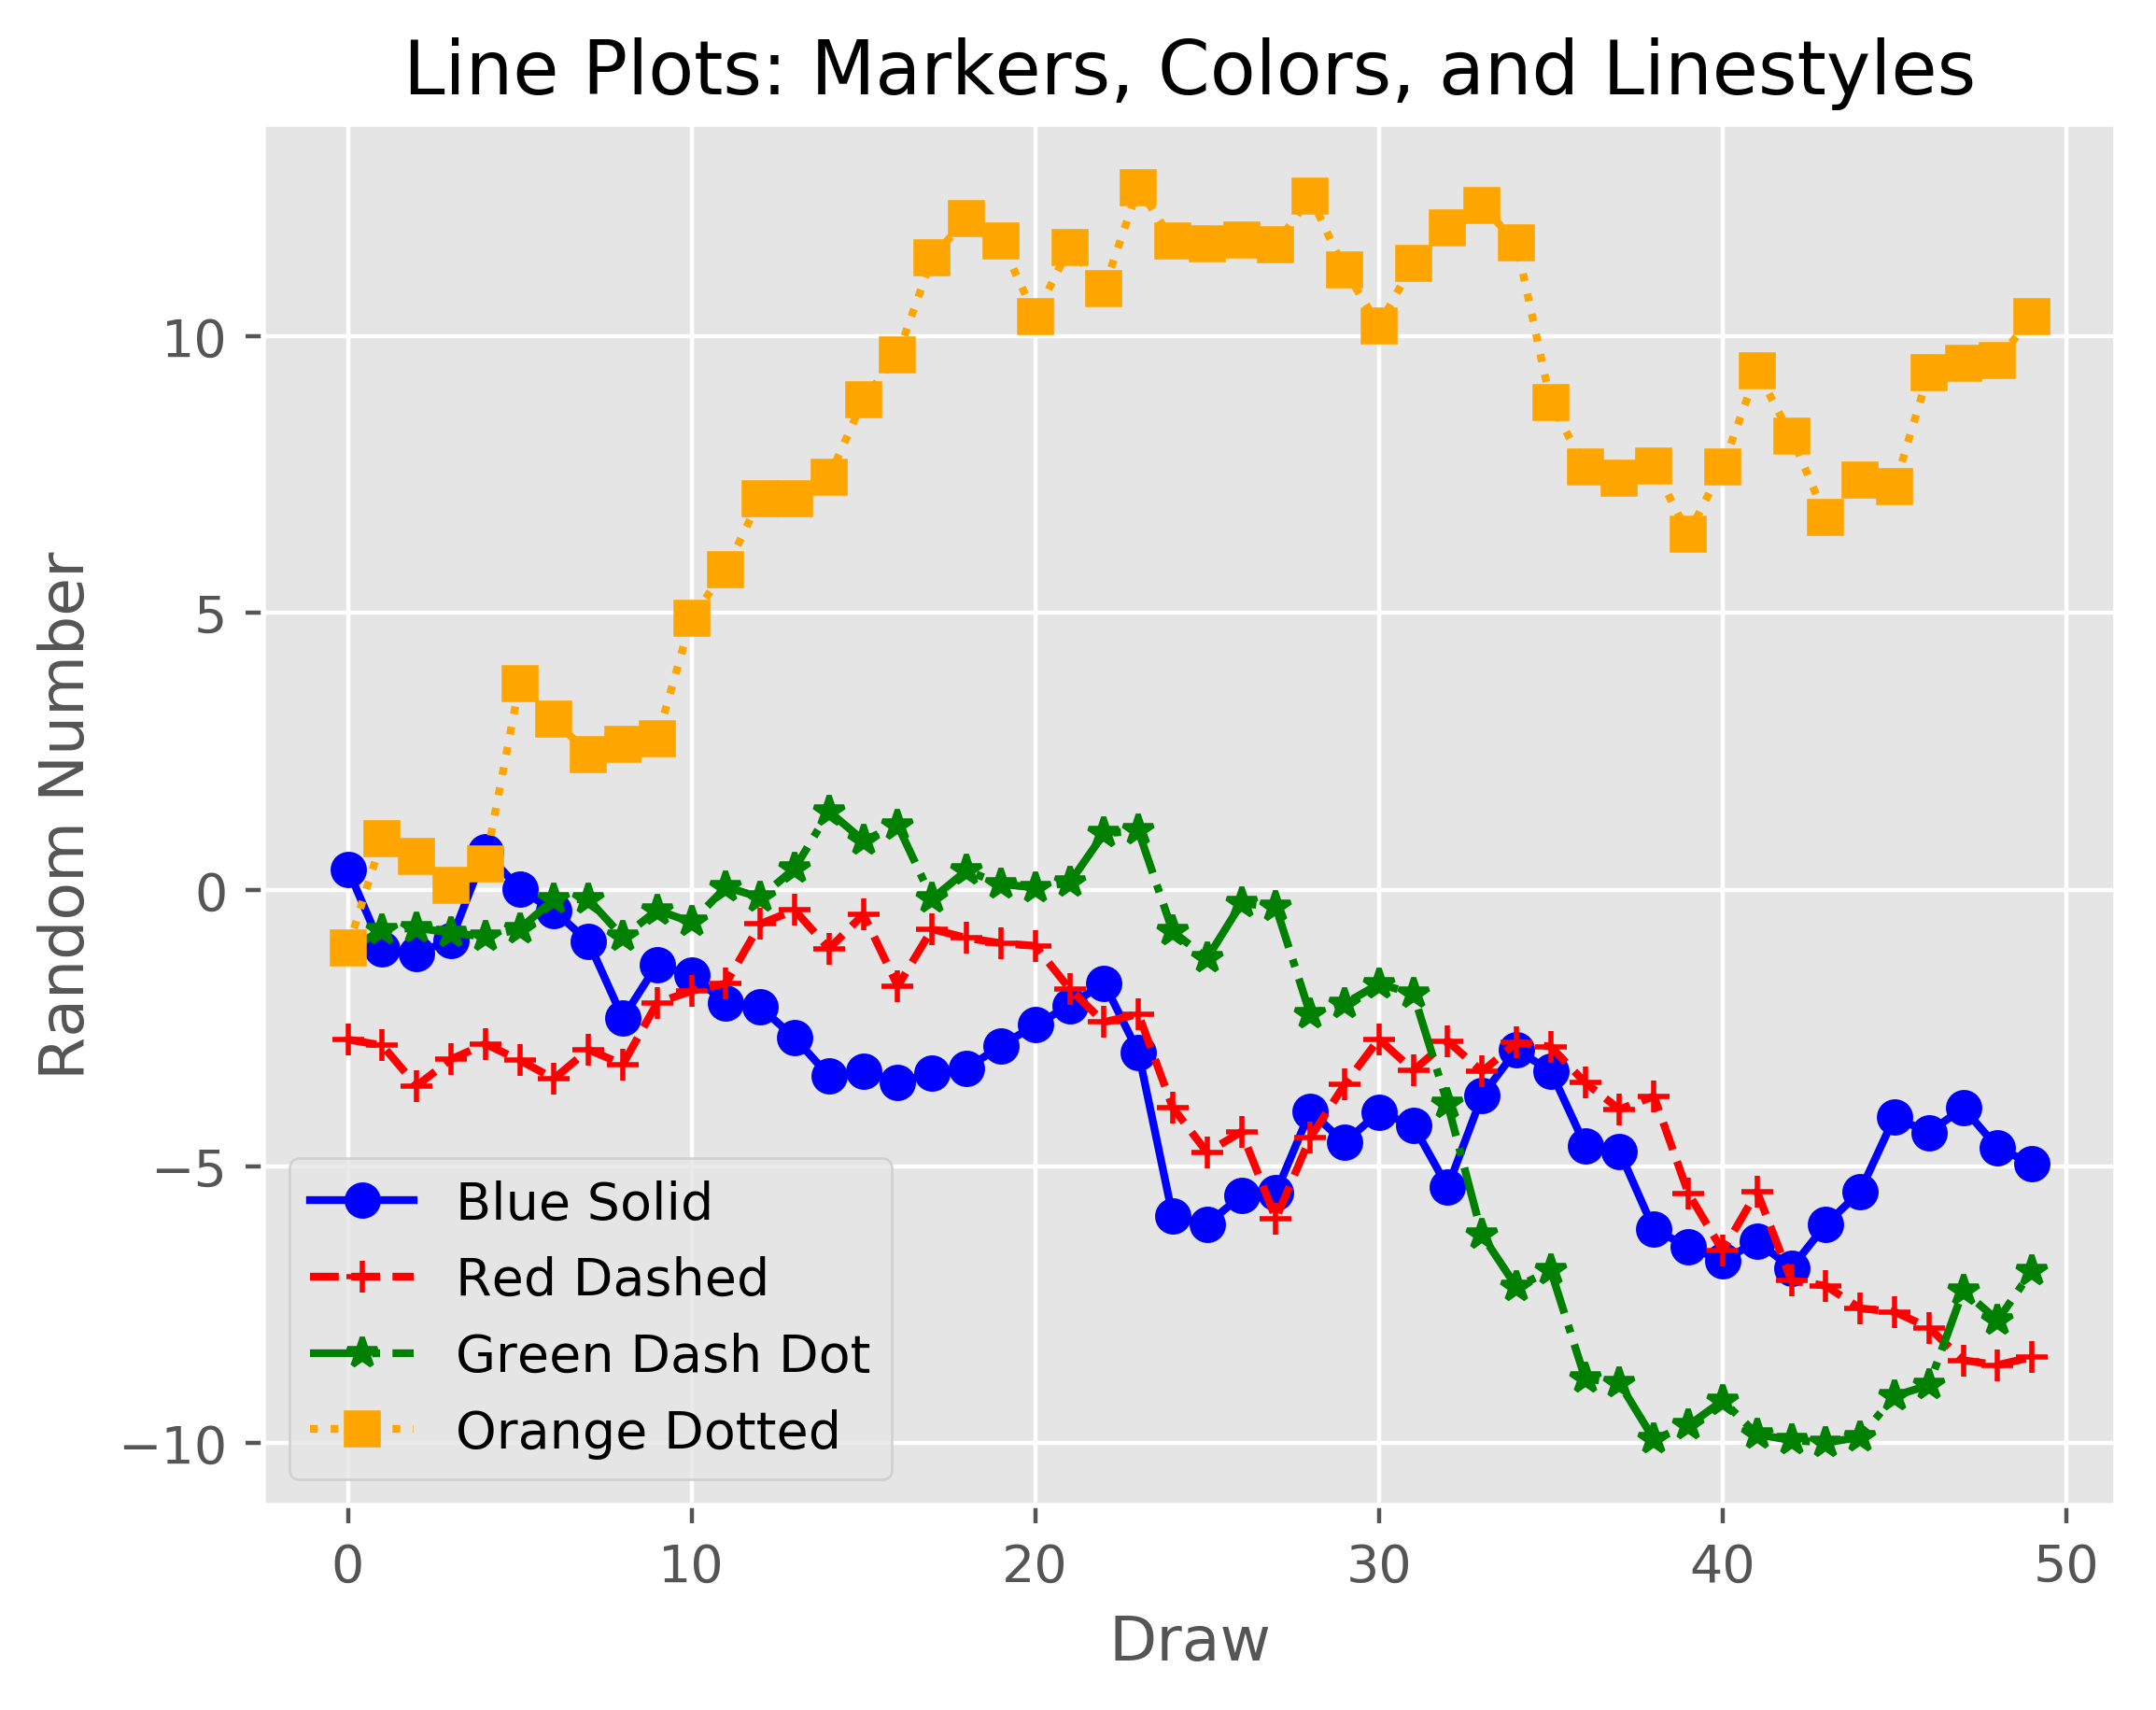 Line Plots: Markers, Colors, and Linestyles
Random Number
10
5
0
−5
−10
Blue Solid
Red Dashed
Green Dash Dot
Orange Dotted
0 10 20 30 40 50
Draw